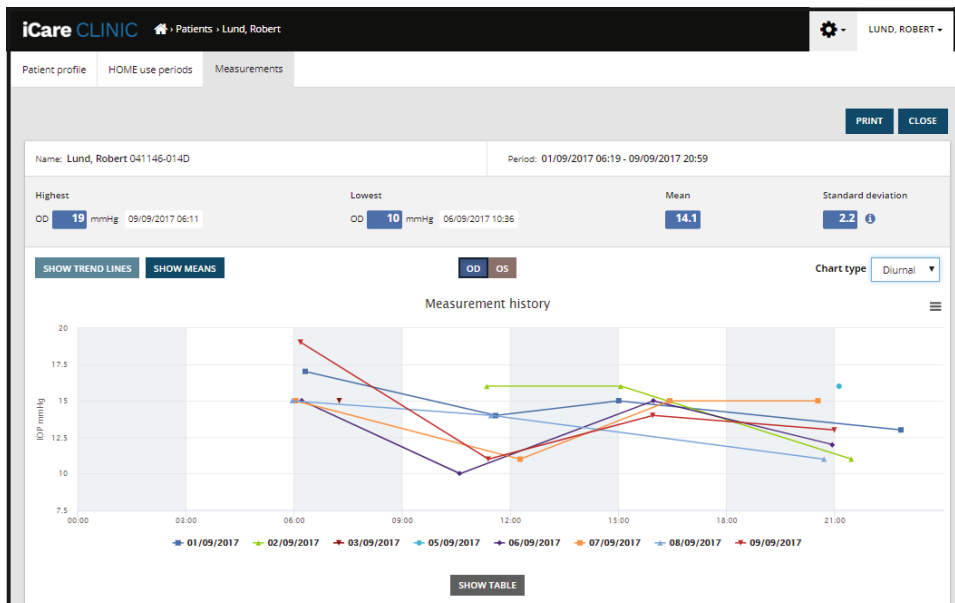 iCare CLINIC › Patients › Lund, Robert LUND, ROBERT
Patient profile HOME use periods Measurements
PRINT CLOSE
Name: Lund, Robert 041146-014D Period: 01/09/2017 06:19 - 09/09/2017 20:59
Highest Lowest Mean Standard deviation
OD 19 mmHg 09/09/2017 06:11 OD 10 mmHg 06/09/2017 10:36 14.1 2.2 i
SHOW TREND LINES SHOW MEANS OD OS Chart type Diurnal
Measurement history
20
17.5
15
12.5
10
7.5
IOP mmHg
00:00 03:00 06:00 09:00 12:00 15:00 18:00 21:00
01/09/2017 02/09/2017 03/09/2017 05/09/2017 06/09/2017 07/09/2017 08/09/2017 09/09/2017
SHOW TABLE